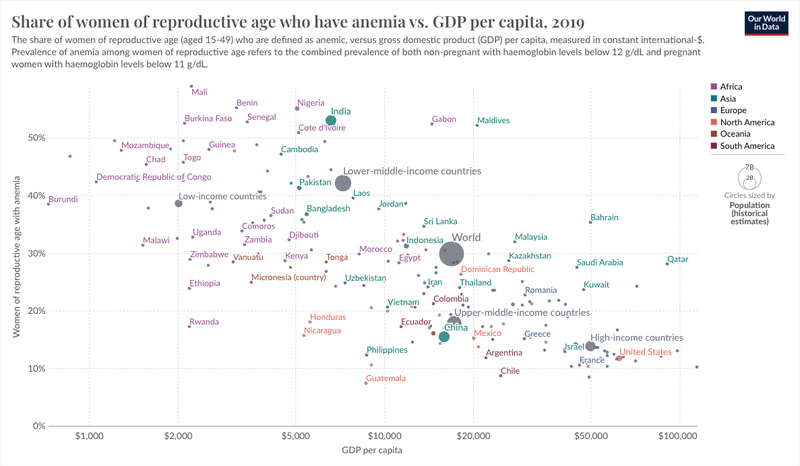 Share of women of reproductive age who have anemia vs. GDP per capita, 2019
Our World
in Data
The share of women of reproductive age (aged 15-49) who are defined as anemic, versus gross domestic product (GDP) per capita, measured in constant international-$.
Prevalence of anemia among women of reproductive age refers to the combined prevalence of both non-pregnant with haemoglobin levels below 12 g/dL and pregnant
women with haemoglobin levels below 11 g/dL.
Mali
Benin
Nigeria
Burkina Faso
Senegal
India
Gabon
Maldives
Cote d'Ivoire
50%
Mozambique
Guinea
Cambodia
Chad
Togo
Lower-middle-income countries
Democratic Republic of Congo
Pakistan
40%
Burundi
Low-income countries
Laos
Jordan
Sudan
Bangladesh
Bahrain
Sri Lanka
Comoros
Uganda
Djibouti
Malawi
Zambia
Indonesia
World
Malaysia
30%
Zimbabwe
Vanuatu
Kenya
Tonga
Morocco
Egypt
Kazakhstan
Saudi Arabia
Qatar
Dominican Republic
Ethiopia
Micronesia (country)
Uzbekistan
Iran
Thailand
Kuwait
Romania
20%
Vietnam
Colombia
Rwanda
Honduras
Upper-middle-income countries
Nicaragua
Ecuador
China
Mexico
Greece
High-income countries
Philippines
Argentina
Israel
United States
France
10%
Guatemala
Chile
0%
$1,000
$2,000
$5,000
$10,000
$20,000
$50,000
$100,000
GDP per capita
Women of reproductive age with anemia
Africa
Asia
Europe
North America
Oceania
South America
7B
2B
Circles sized by
Population
(historical
estimates)